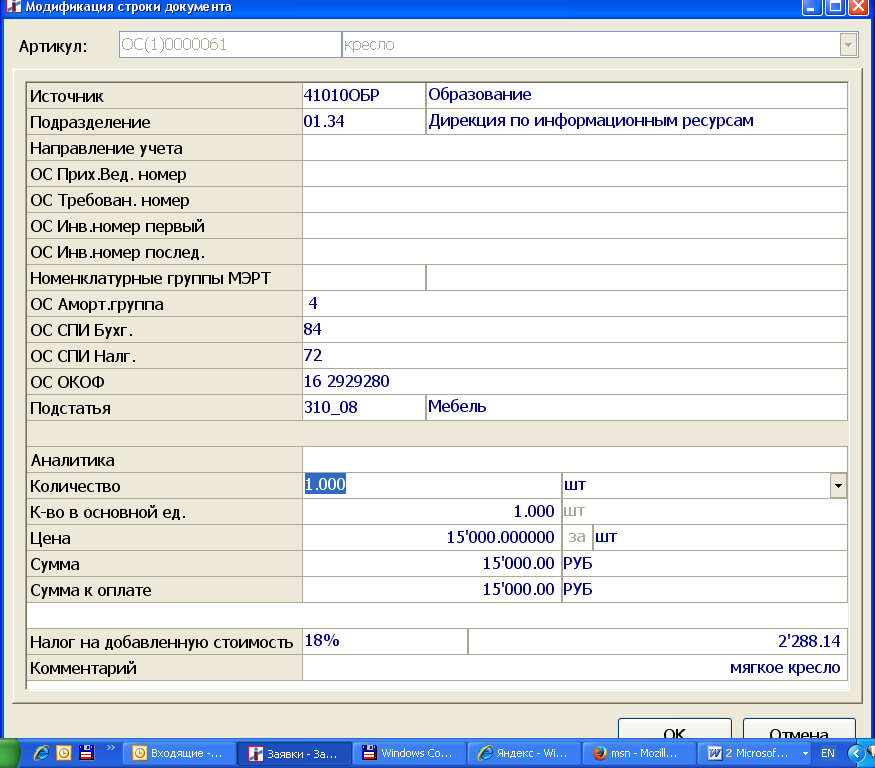 Модификация строки документа
Артикул: ОС(1)0000061 кресло
Источник 41010ОБР Образование
Подразделение 01.34 Дирекция по информационным ресурсам
Направление учета
ОС Прих.Вед. номер
ОС Требован. номер
ОС Инв.номер первый
ОС Инв.номер послед.
Номенклатурные группы МЭРТ
ОС Аморт.группа 4
ОС СПИ Бухг. 84
ОС СПИ Налг. 72
ОС ОКОФ 16 2929280
Подстатья 310_08 Мебель
Аналитика
Количество 1.000 шт
К-во в основной ед. 1.000 шт
Цена 15'000.000000 за шт
Сумма 15'000.00 РУБ
Сумма к оплате 15'000.00 РУБ
Налог на добавленную стоимость 18% 2'288.14
Комментарий мягкое кресло
OK Отмена
» Входящие -... Заявки - За... Windows Co... Яндекс - Wi... msn - Mozill... 2 Microsof... EN